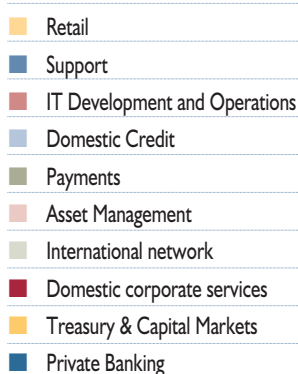 Retail
Support
IT Development and Operations
Domestic Credit
Payments
Asset Management
International network
Domestic corporate services
Treasury & Capital Markets
Private Banking